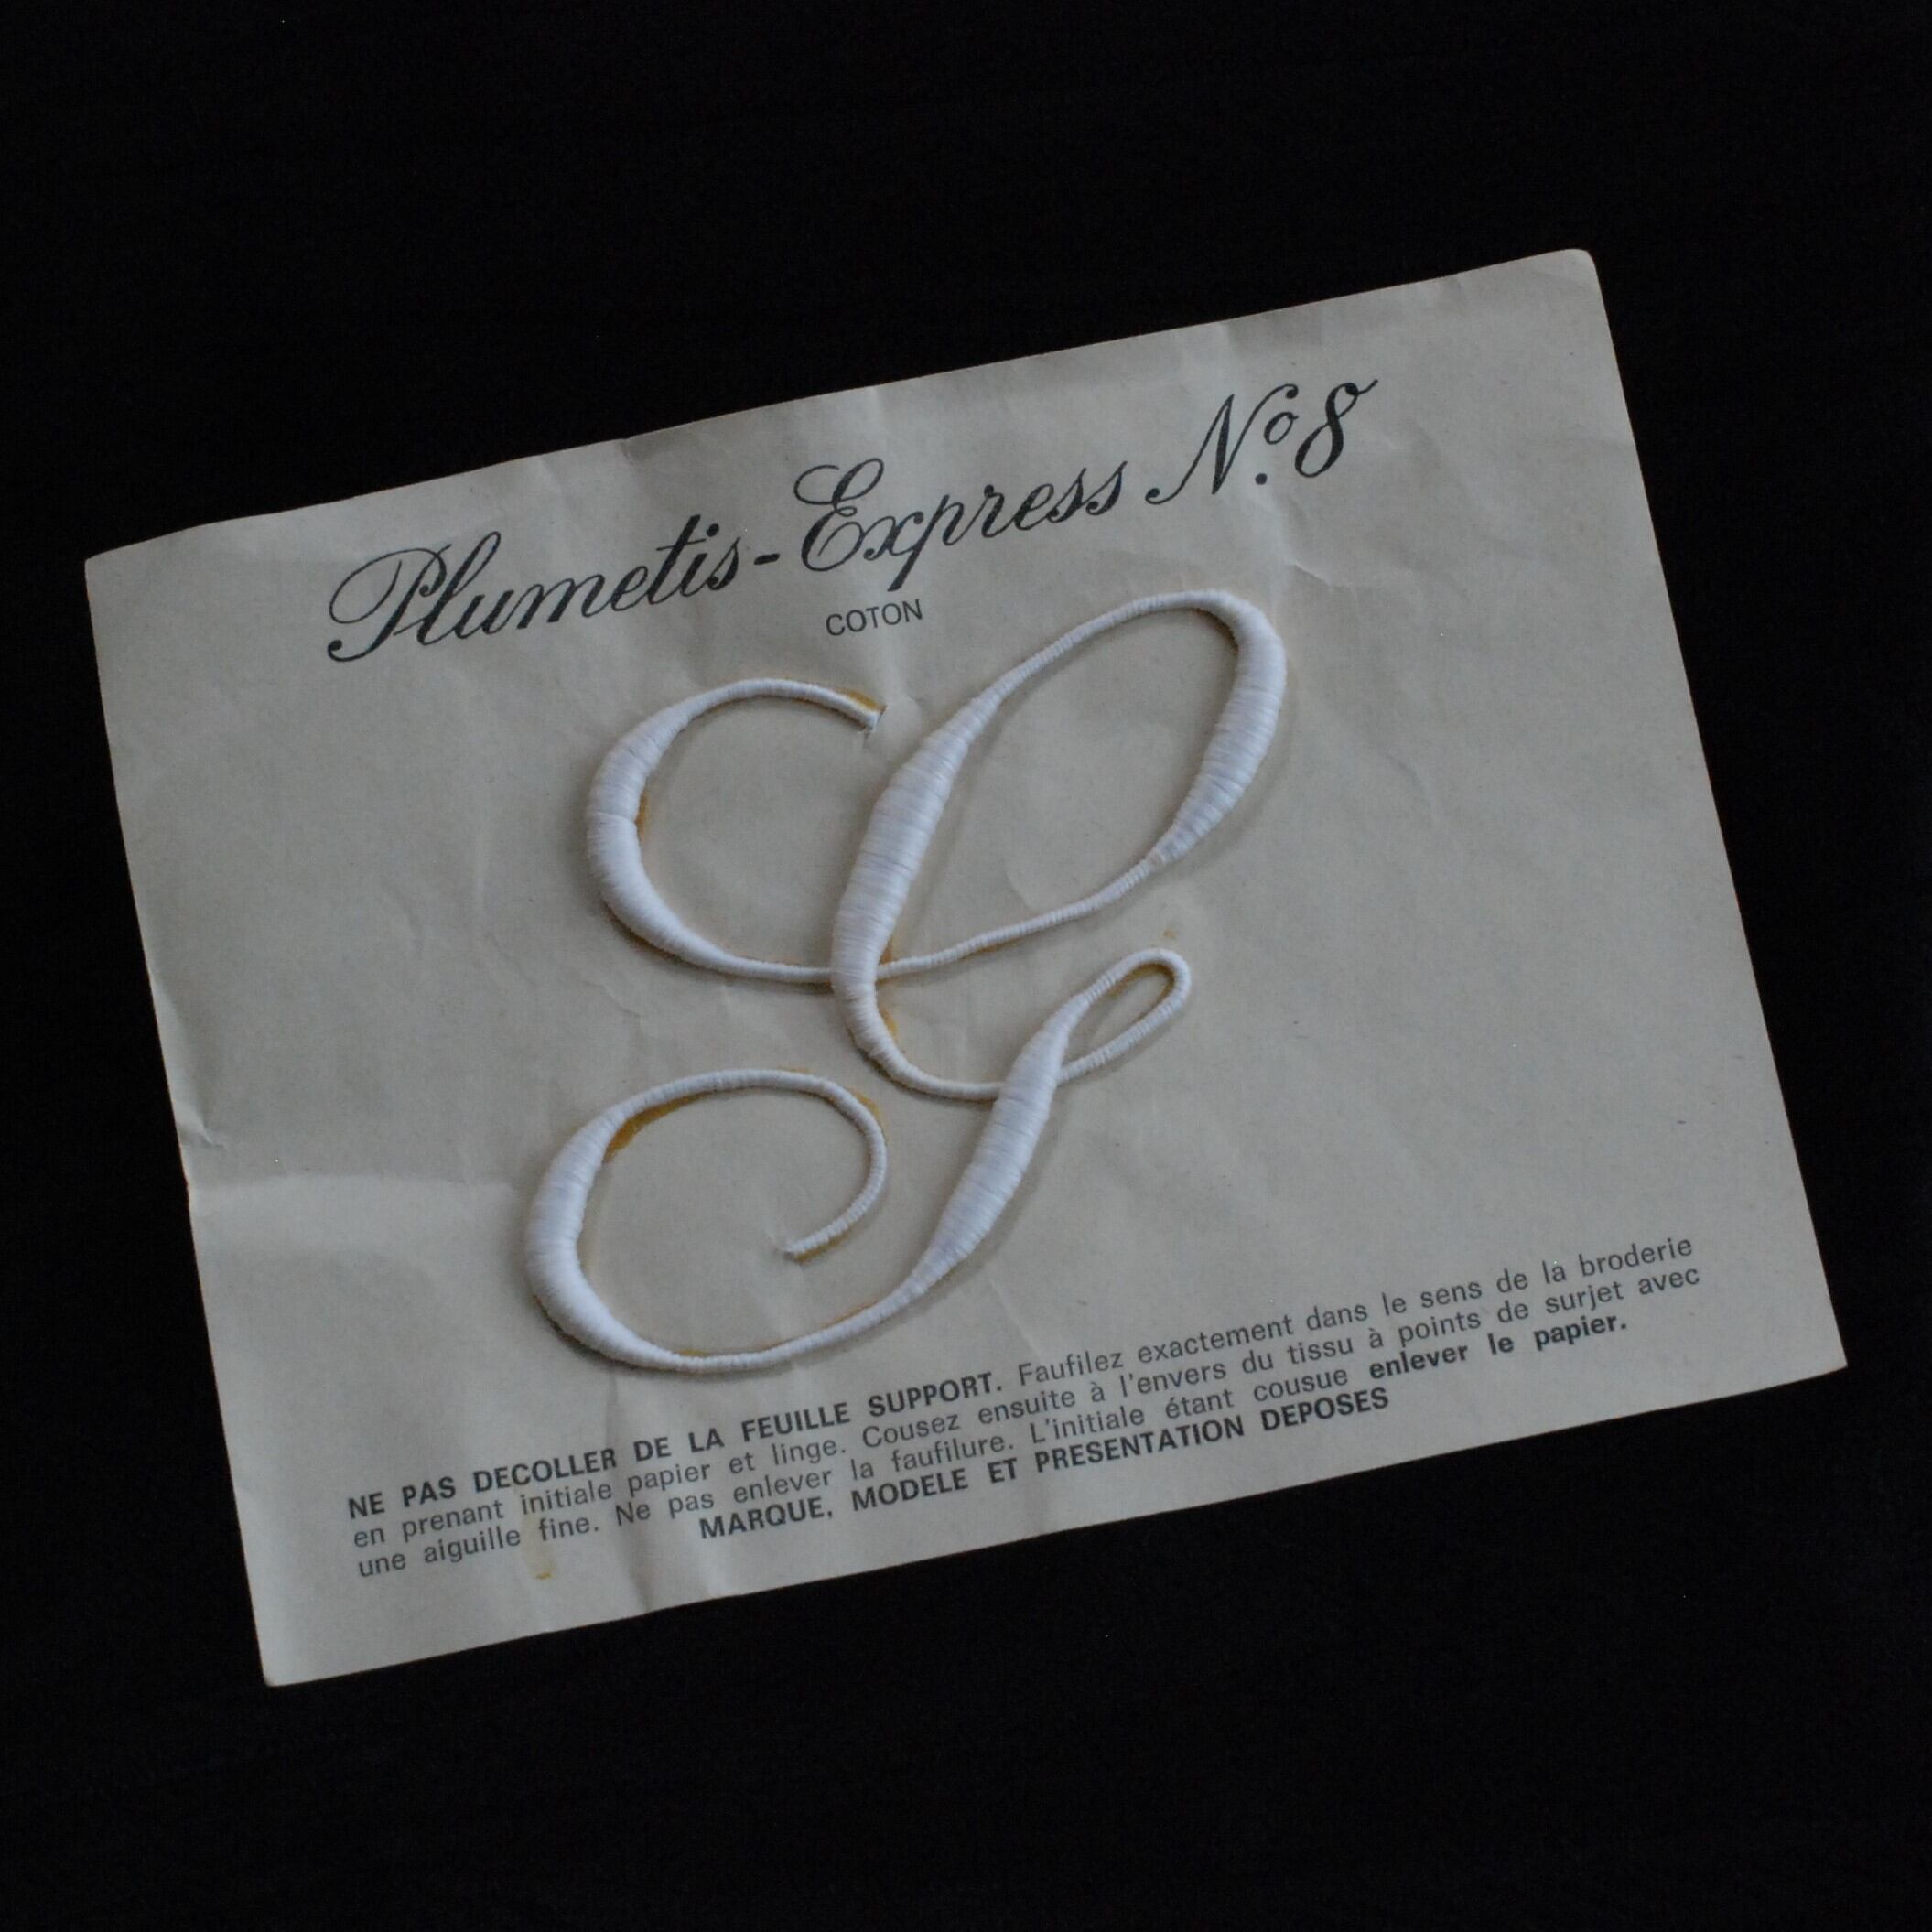 Plumetis-Express No. 8
COTON
G
NE PAS DECOLLER DE LA FEUILLE SUPPORT. Faufilez exactement dans le sens de la broderie
en prenant initiale papier et linge. Cousez ensuite à l'envers du tissu à points de surjet avec
une aiguille fine. Ne pas enlever la faufilure. L'initiale étant cousue enlever le papier.
MARQUE, MODELE ET PRESENTATION DEPOSES